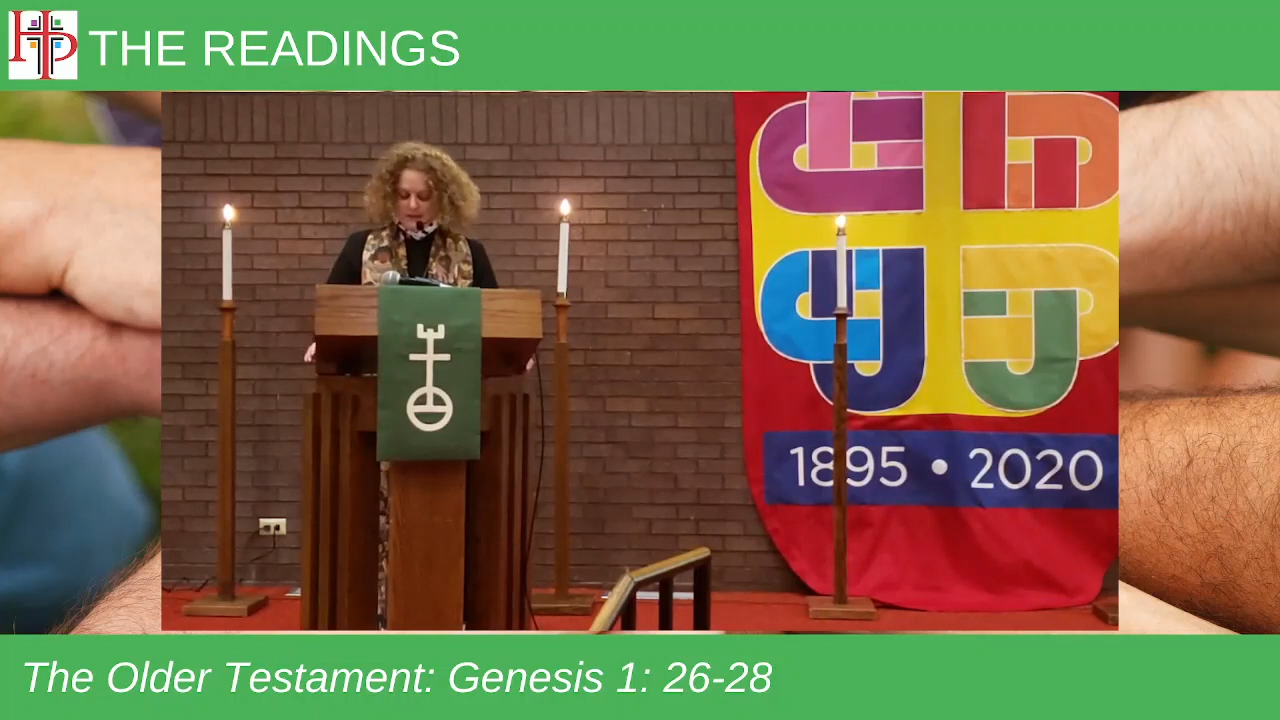 THE READINGS
1895 • 2020
The Older Testament: Genesis 1: 26-28